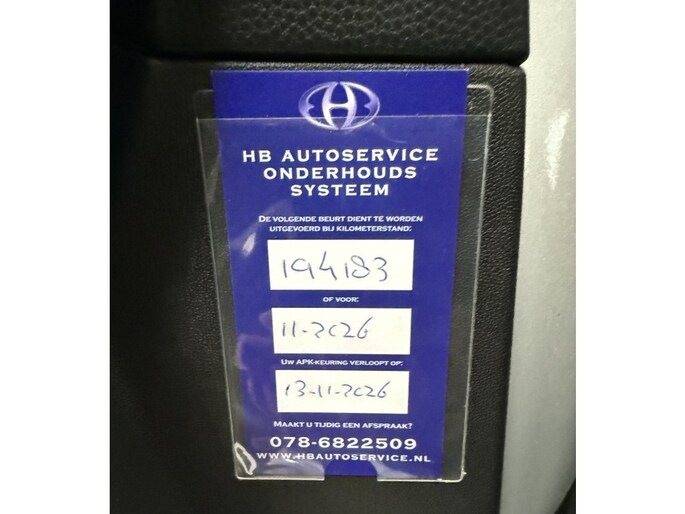 HB
HB AUTOSERVICE
ONDERHOUDS
SYSTEEM
DE VOLGENDE BEURT DIENT TE WORDEN
UITGEVOERD BIJ KILOMETERSTAND:
194183
OF VOOR:
11-2026
UW APK-KEURING VERLOOPT OP:
13-11-2026
MAAKT U TIJDIG EEN AFSPRAAK?
078-6822509
WWW.HBAUTOSERVICE.NL